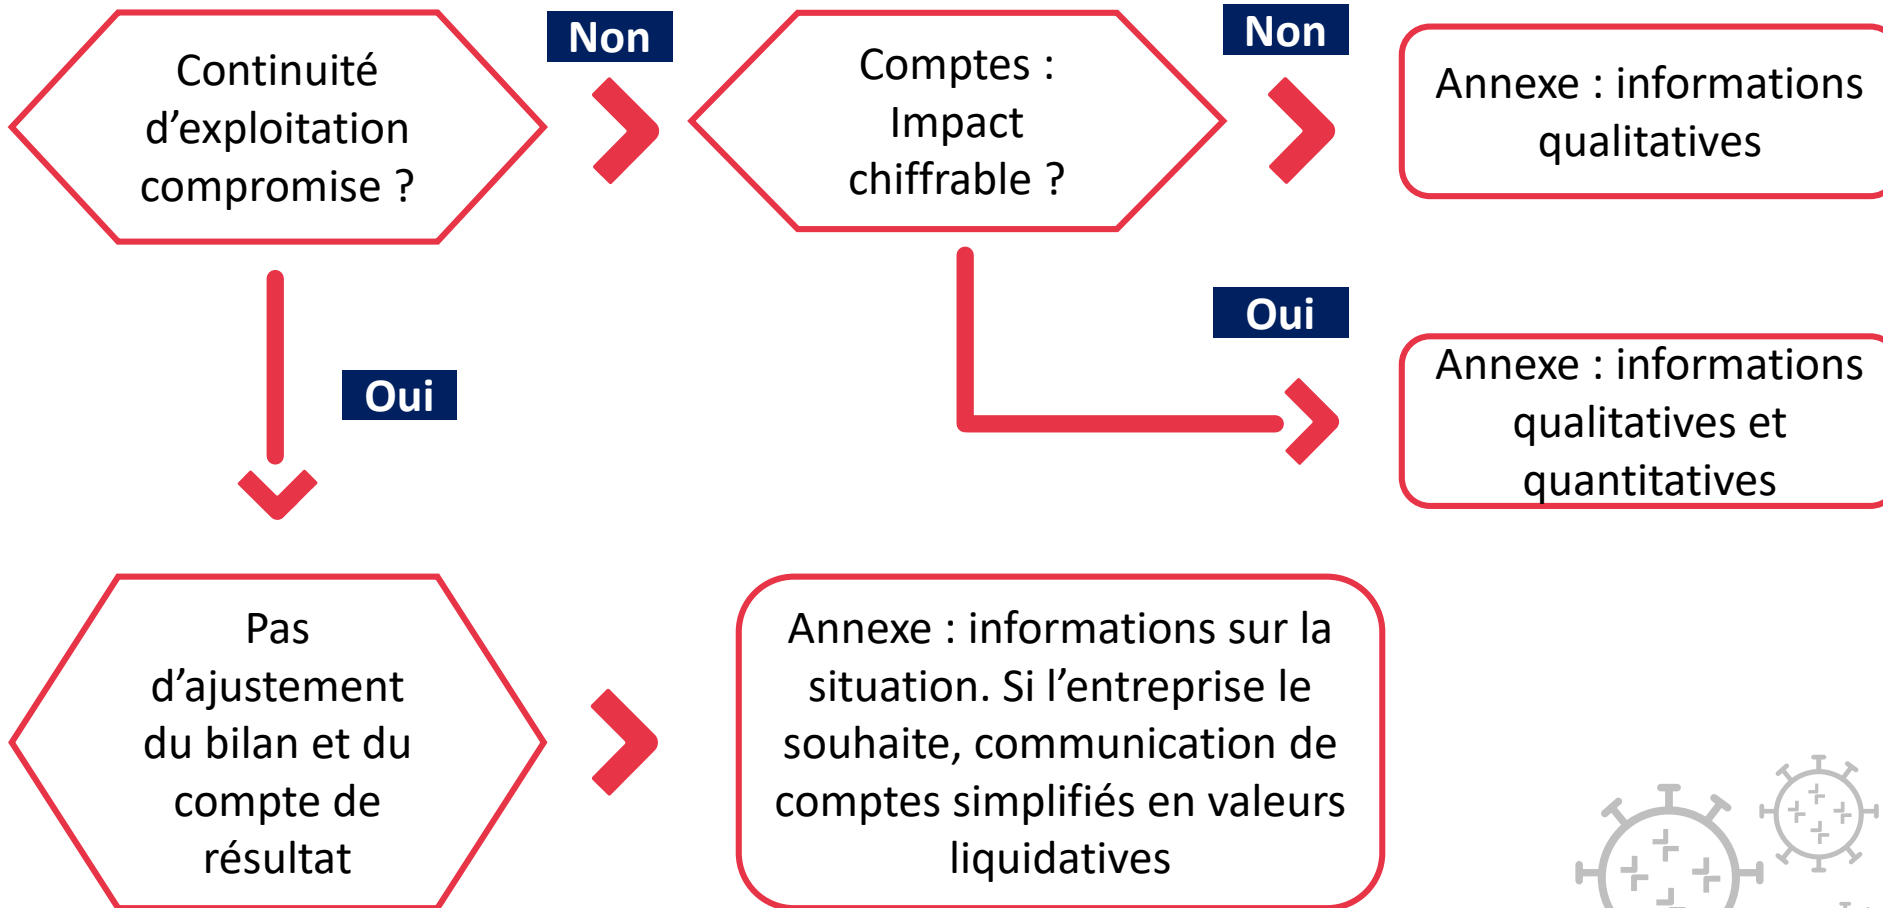 Continuité
d’exploitation
compromise ?
Non
Comptes :
Impact
chiffrable ?
Non
Annexe : informations
qualitatives
Oui
Annexe : informations
qualitatives et
quantitatives
Oui
Pas
d’ajustement
du bilan et du
compte de
résultat
Annexe : informations sur la
situation. Si l’entreprise le
souhaite, communication de
comptes simplifiés en valeurs
liquidatives